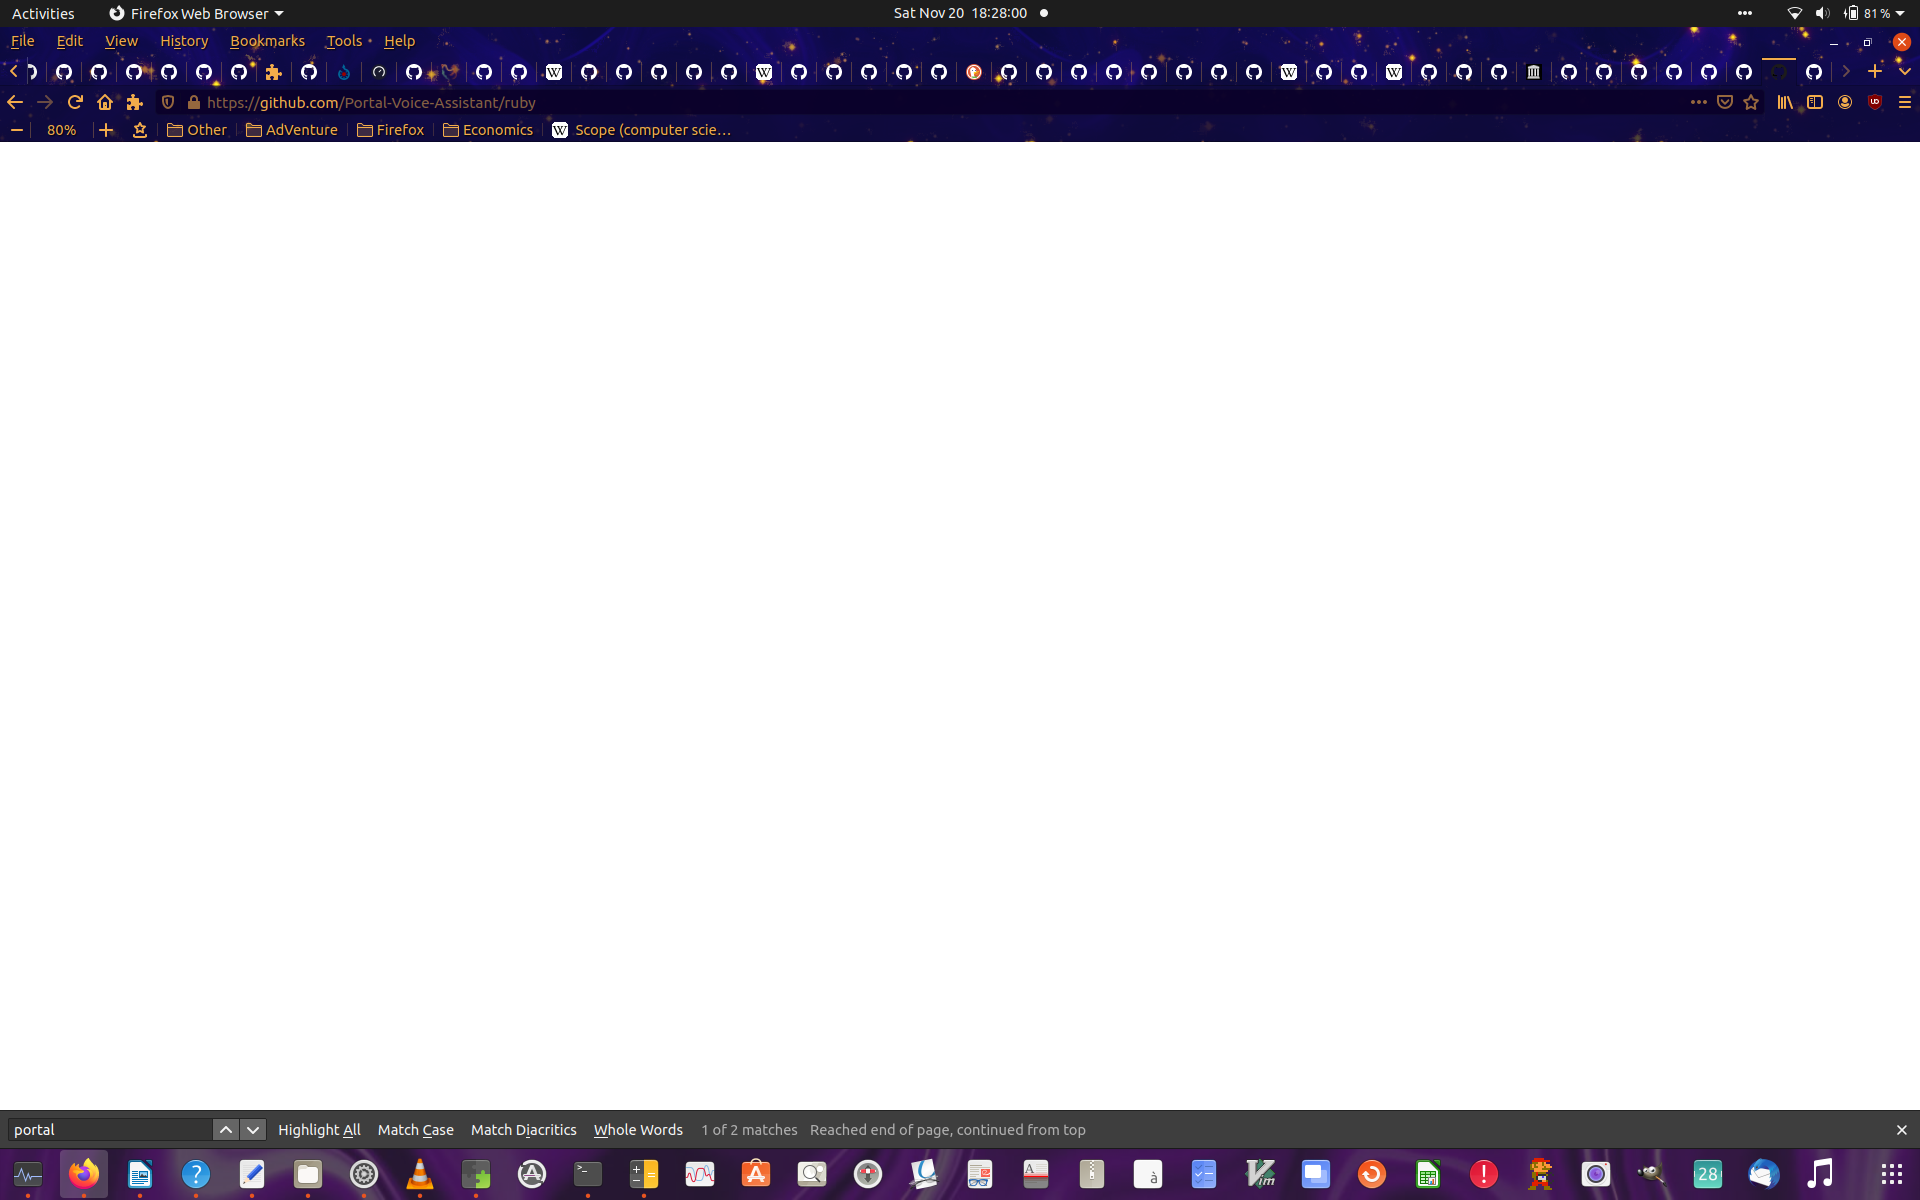 Activities Firefox Web Browser Sat Nov 20 18:28:00 81 %
File Edit View History Bookmarks Tools Help
https://github.com/Portal-Voice-Assistant/ruby
80% Other AdVenture Firefox Economics W Scope (computer scie…
portal Highlight All Match Case Match Diacritics Whole Words 1 of 2 matches Reached end of page, continued from top
28